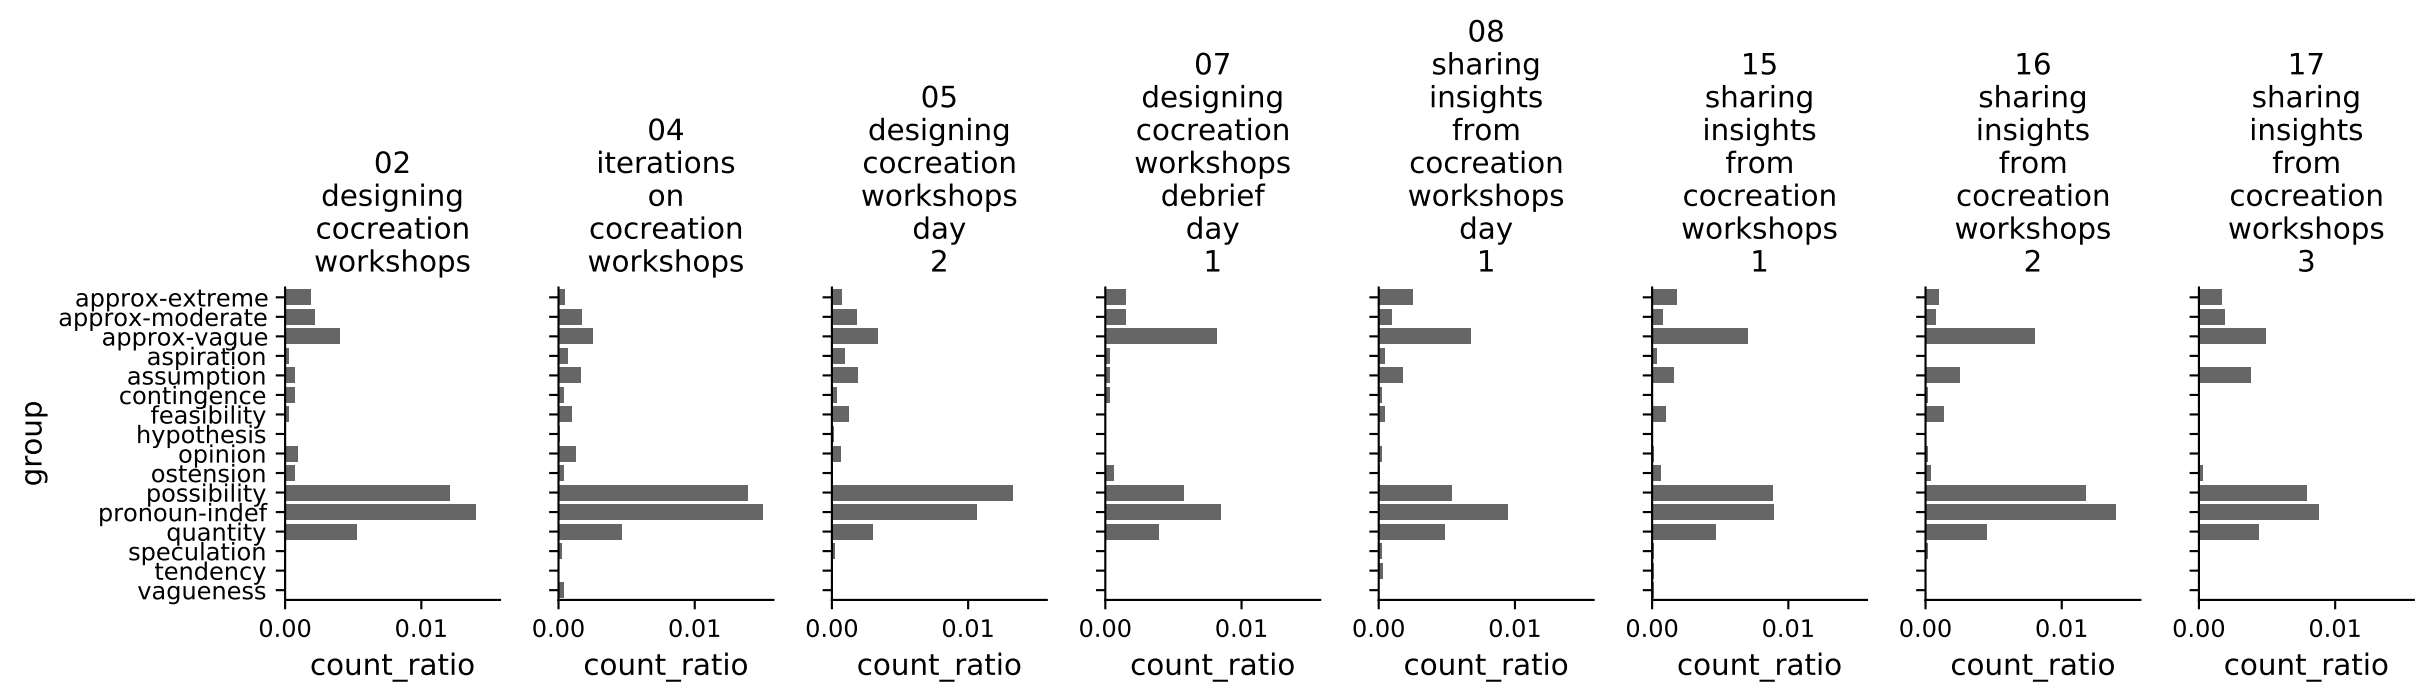 02
designing
cocreation
workshops
04
iterations
on
cocreation
workshops
05
designing
cocreation
workshops
day
2
07
designing
cocreation
workshops
debrief
day
1
08
sharing
insights
from
cocreation
workshops
day
1
15
sharing
insights
from
cocreation
workshops
1
16
sharing
insights
from
cocreation
workshops
2
17
sharing
insights
from
cocreation
workshops
3
group
approx-extreme
approx-moderate
approx-vague
aspiration
assumption
contingence
feasibility
hypothesis
opinion
ostension
possibility
pronoun-indef
quantity
speculation
tendency
vagueness
0.00 0.01
count_ratio
0.00 0.01
count_ratio
0.00 0.01
count_ratio
0.00 0.01
count_ratio
0.00 0.01
count_ratio
0.00 0.01
count_ratio
0.00 0.01
count_ratio
0.00 0.01
count_ratio